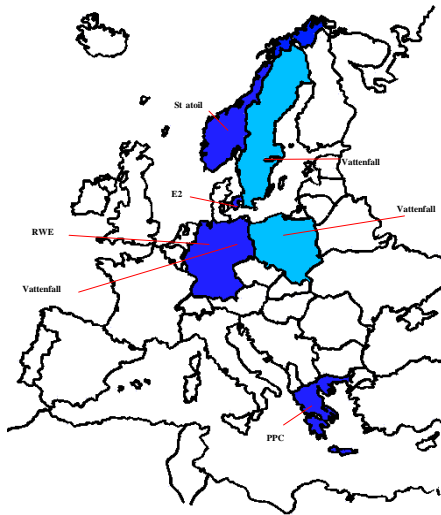 St atoil
Vattenfall
E2
Vattenfall
RWE
Vattenfall
PPC